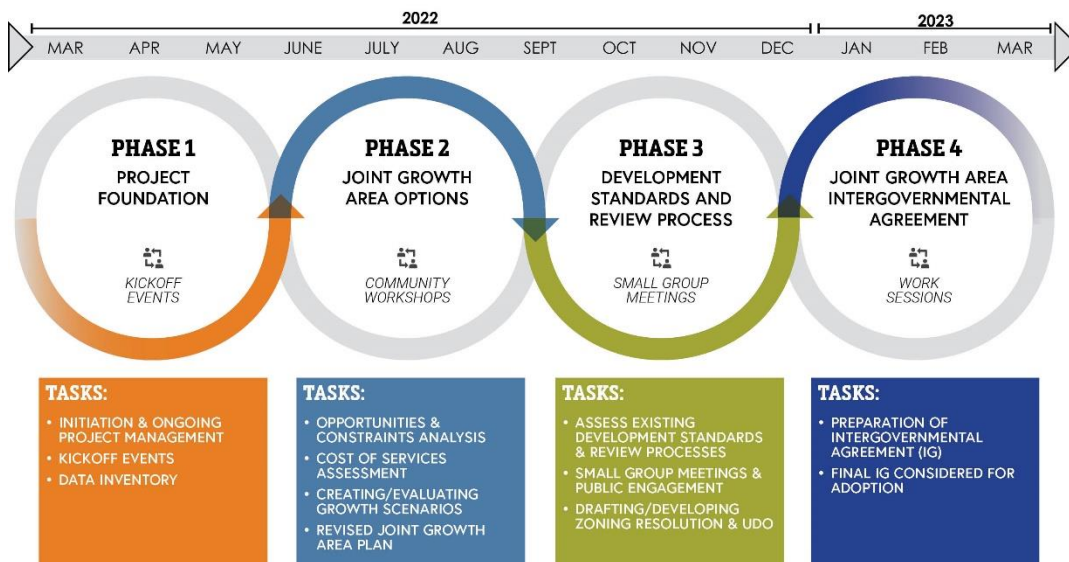 2022
2023
MAR APR MAY JUNE JULY AUG SEPT OCT NOV DEC JAN FEB MAR
PHASE 1
PROJECT
FOUNDATION
KICKOFF
EVENTS
PHASE 2
JOINT GROWTH
AREA OPTIONS
COMMUNITY
WORKSHOPS
PHASE 3
DEVELOPMENT
STANDARDS AND
REVIEW PROCESS
SMALL GROUP
MEETINGS
PHASE 4
JOINT GROWTH AREA
INTERGOVERNMENTAL
AGREEMENT
WORK
SESSIONS
TASKS:
• INITIATION & ONGOING
PROJECT MANAGEMENT
• KICKOFF EVENTS
• DATA INVENTORY
TASKS:
• OPPORTUNITIES &
CONSTRAINTS ANALYSIS
• COST OF SERVICES
ASSESSMENT
• CREATING/EVALUATING
GROWTH SCENARIOS
• REVISED JOINT GROWTH
AREA PLAN
TASKS:
• ASSESS EXISTING
DEVELOPMENT STANDARDS
& REVIEW PROCESSES
• SMALL GROUP MEETINGS &
PUBLIC ENGAGEMENT
• DRAFTING/DEVELOPING
ZONING RESOLUTION & UDO
TASKS:
• PREPARATION OF
INTERGOVERNMENTAL
AGREEMENT (IG)
• FINAL IG CONSIDERED FOR
ADOPTION